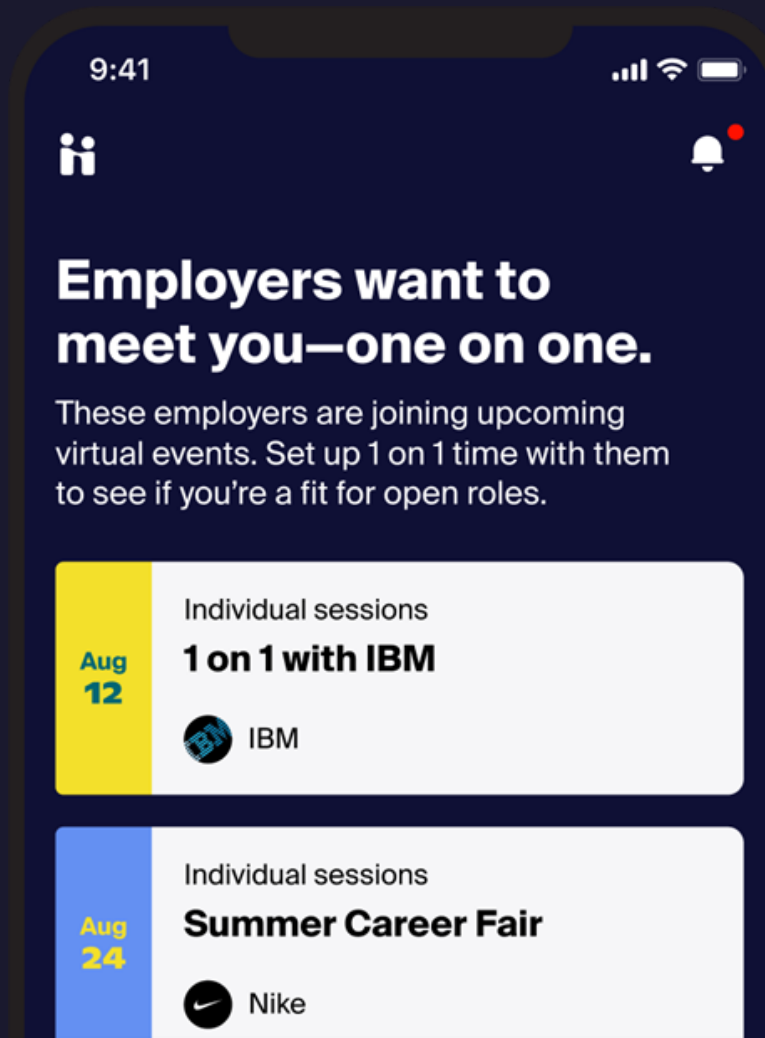 9:41
Employers want to
meet you—one on one.
These employers are joining upcoming
virtual events. Set up 1 on 1 time with them
to see if you’re a fit for open roles.
Aug
12
Individual sessions
1 on 1 with IBM
IBM
IBM
Aug
24
Individual sessions
Summer Career Fair
Nike